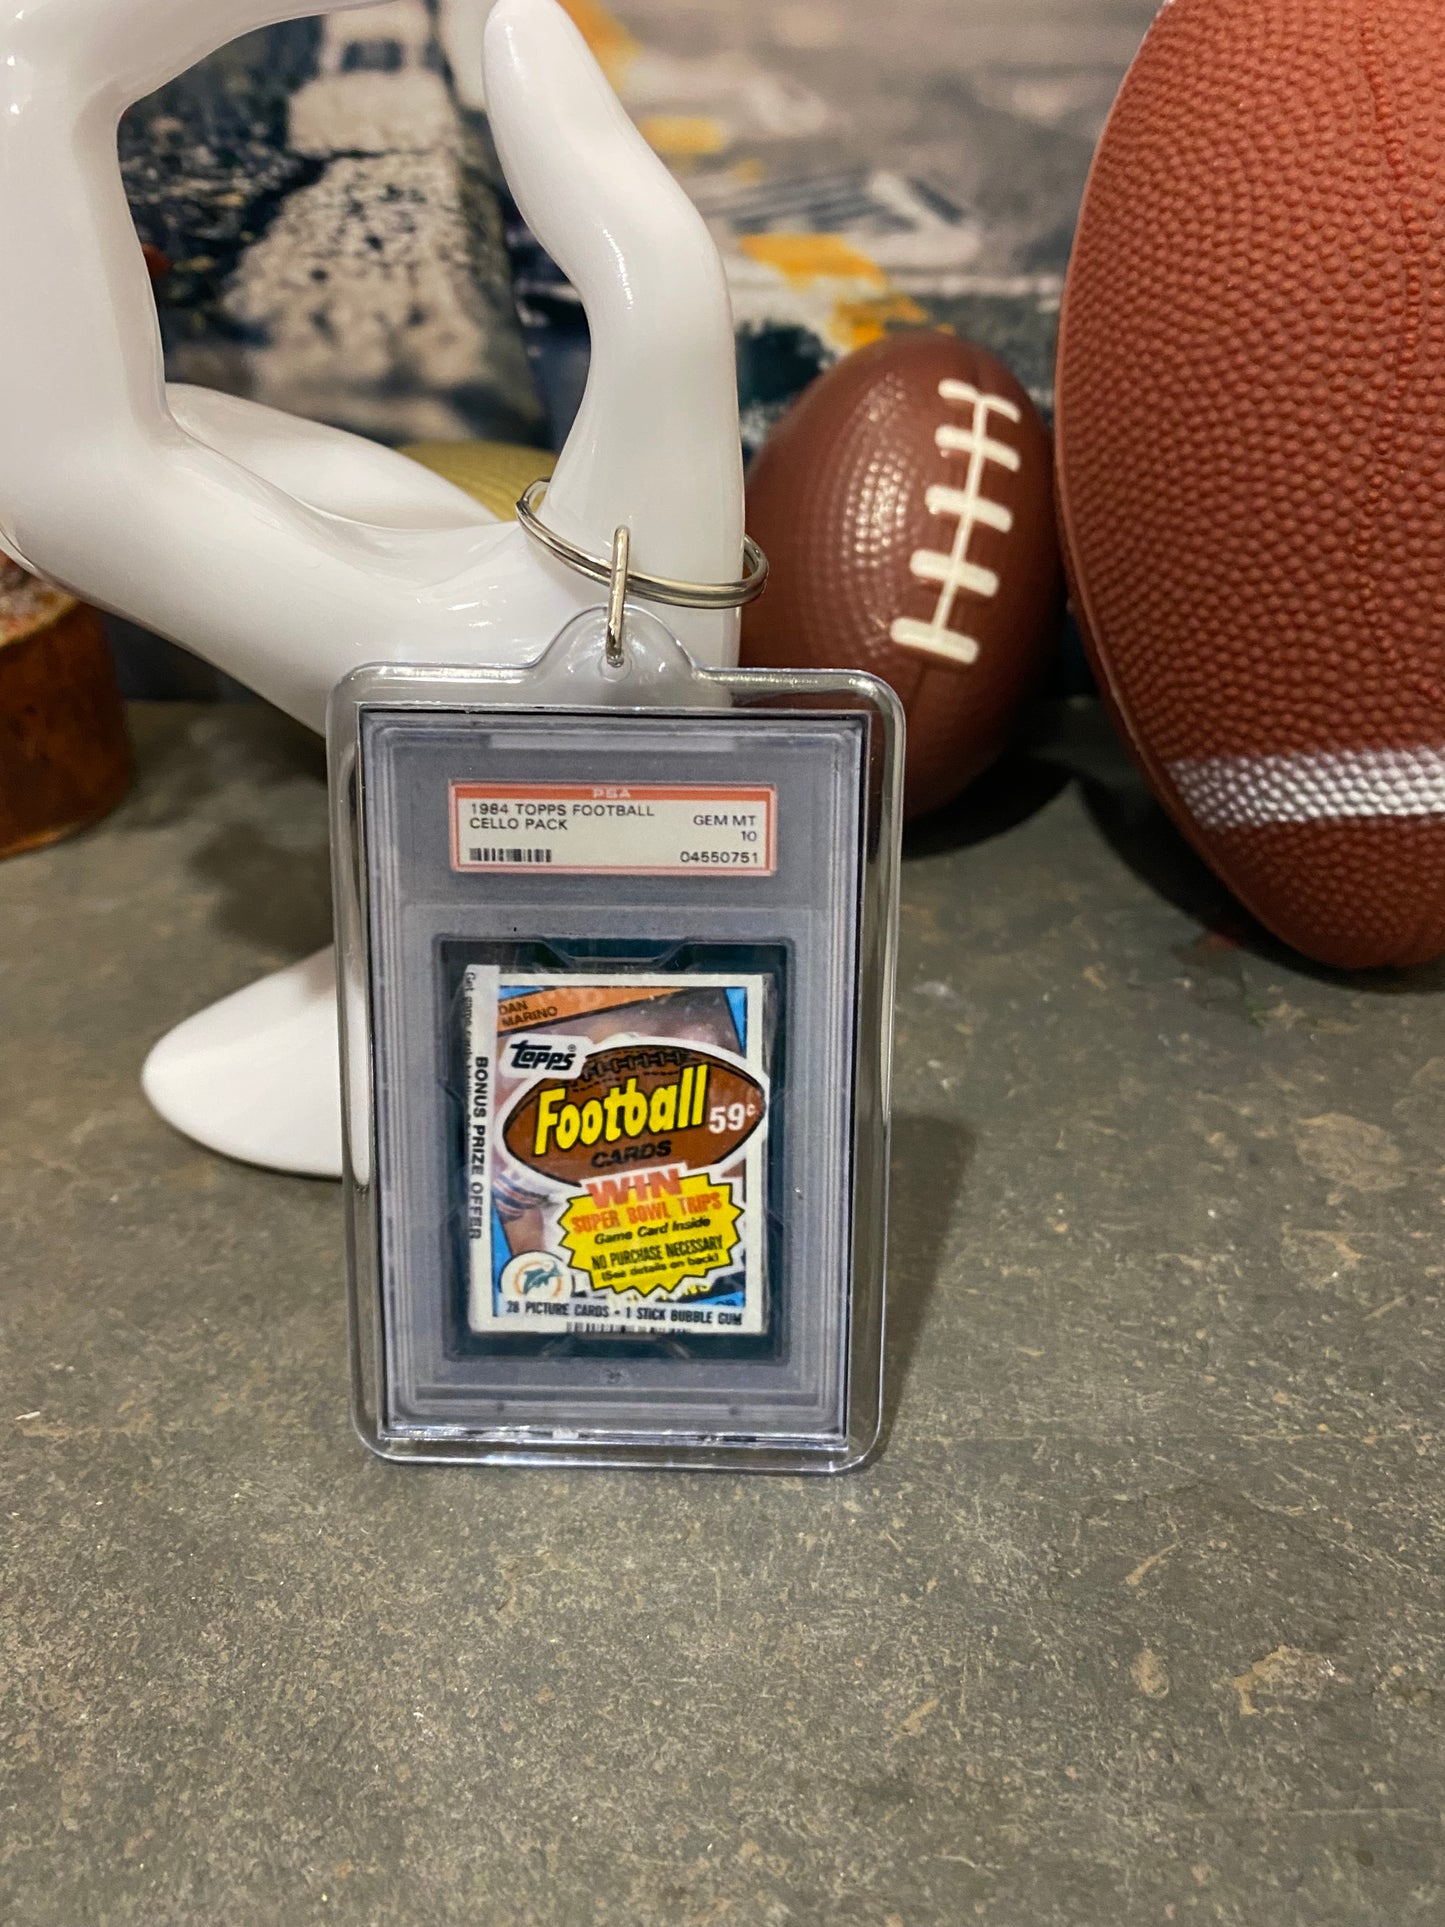 PSA
1984 TOPPS FOOTBALL
CELLO PACK
GEM MT
10
04550751
DAN
MARINO
TOPPS®
Football 59¢
CARDS
WIN
SUPER BOWL TRIPS
Game Card Inside
NO PURCHASE NECESSARY
(See details on back)
28 PICTURE CARDS • 1 STICK BUBBLE GUM
BONUS PRIZE OFFER